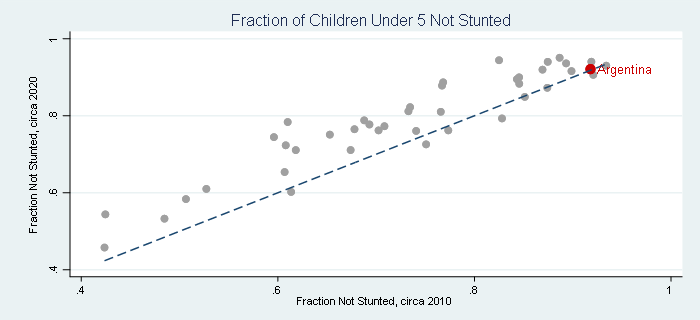 Fraction of Children Under 5 Not Stunted
Fraction Not Stunted, circa 2020
1
.8
.6
.4
Argentina
.4
.6
.8
1
Fraction Not Stunted, circa 2010